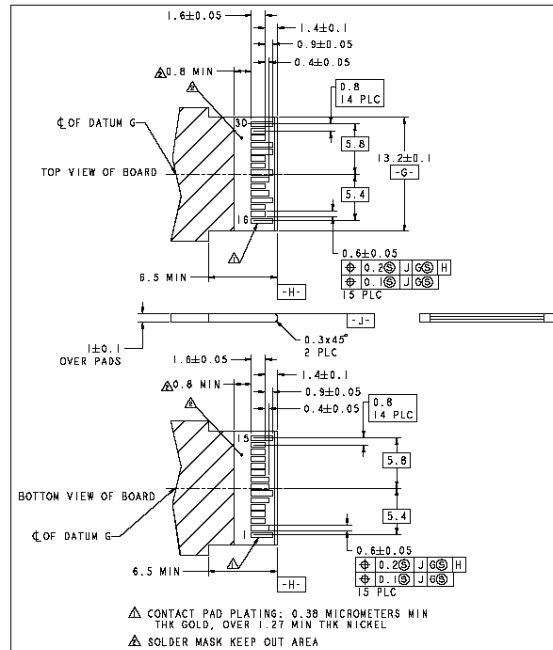 1.6±0.05
1.4±0.1
0.9±0.05
0.4±0.05
0.8 MIN
0.8
14 PLC
℄ OF DATUM G
30
5.8
13.2±0.1
-G-
TOP VIEW OF BOARD
5.4
16
0.6±0.05
⌖ 0.2Ⓢ J GⓈ H
⌖ 0.1Ⓢ J GⓈ
15 PLC
6.5 MIN
-H-
-J-
1±0.1
OVER PADS
0.3x45°
2 PLC
1.6±0.05
1.4±0.1
0.8 MIN
0.9±0.05
0.4±0.05
0.8
14 PLC
15
5.8
BOTTOM VIEW OF BOARD
5.4
℄ OF DATUM G
1
0.6±0.05
⌖ 0.2Ⓢ J GⓈ H
⌖ 0.1Ⓢ J GⓈ
15 PLC
6.5 MIN
-H-
1 CONTACT PAD PLATING: 0.38 MICROMETERS MIN
THK GOLD, OVER 1.27 MIN THK NICKEL
2 SOLDER MASK KEEP OUT AREA